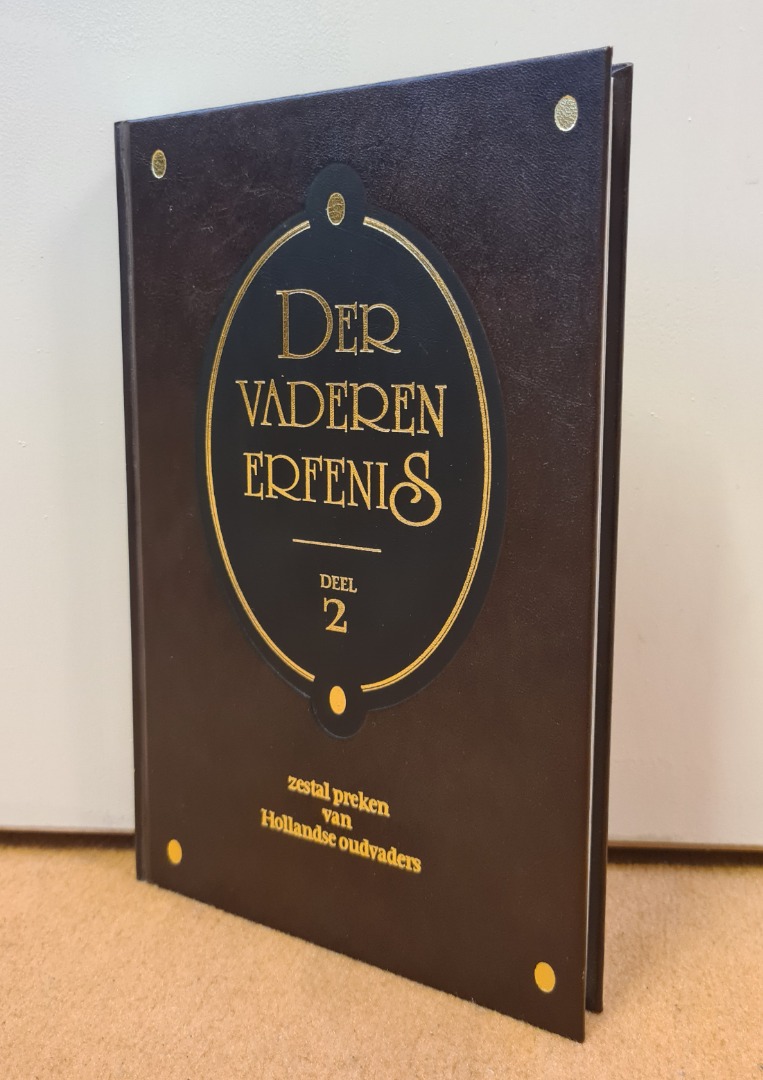 DER
VADEREN
ERFENIS
DEEL
2
zestal preken
van
Hollandse oudvaders